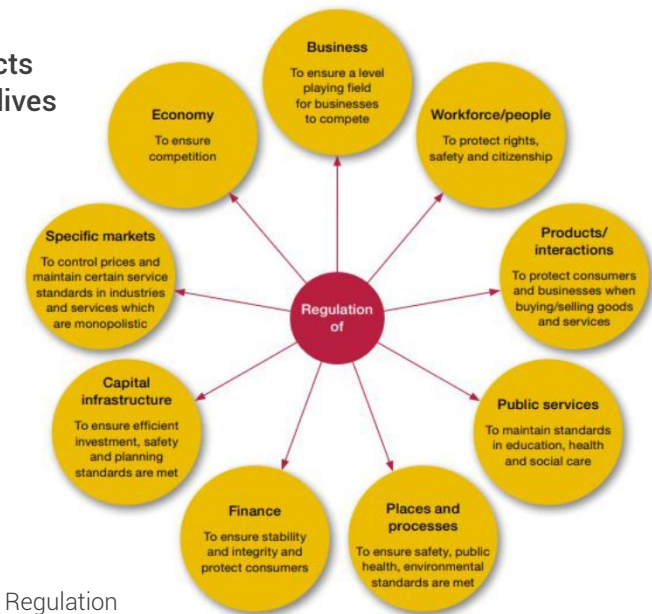 cts
lives
Business
To ensure a level
playing field
for businesses
to compete
Workforce/people
To protect rights,
safety and citizenship
Products/
interactions
To protect consumers
and businesses when
buying/selling goods
and services
Public services
To maintain standards
in education, health
and social care
Places and
processes
To ensure safety, public
health, environmental
standards are met
Finance
To ensure stability
and integrity and
protect consumers
Capital
infrastructure
To ensure efficient
investment, safety
and planning
standards are met
Specific markets
To control prices and
maintain certain service
standards in industries
and services which
are monopolistic
Economy
To ensure
competition
Regulation
of
Regulation